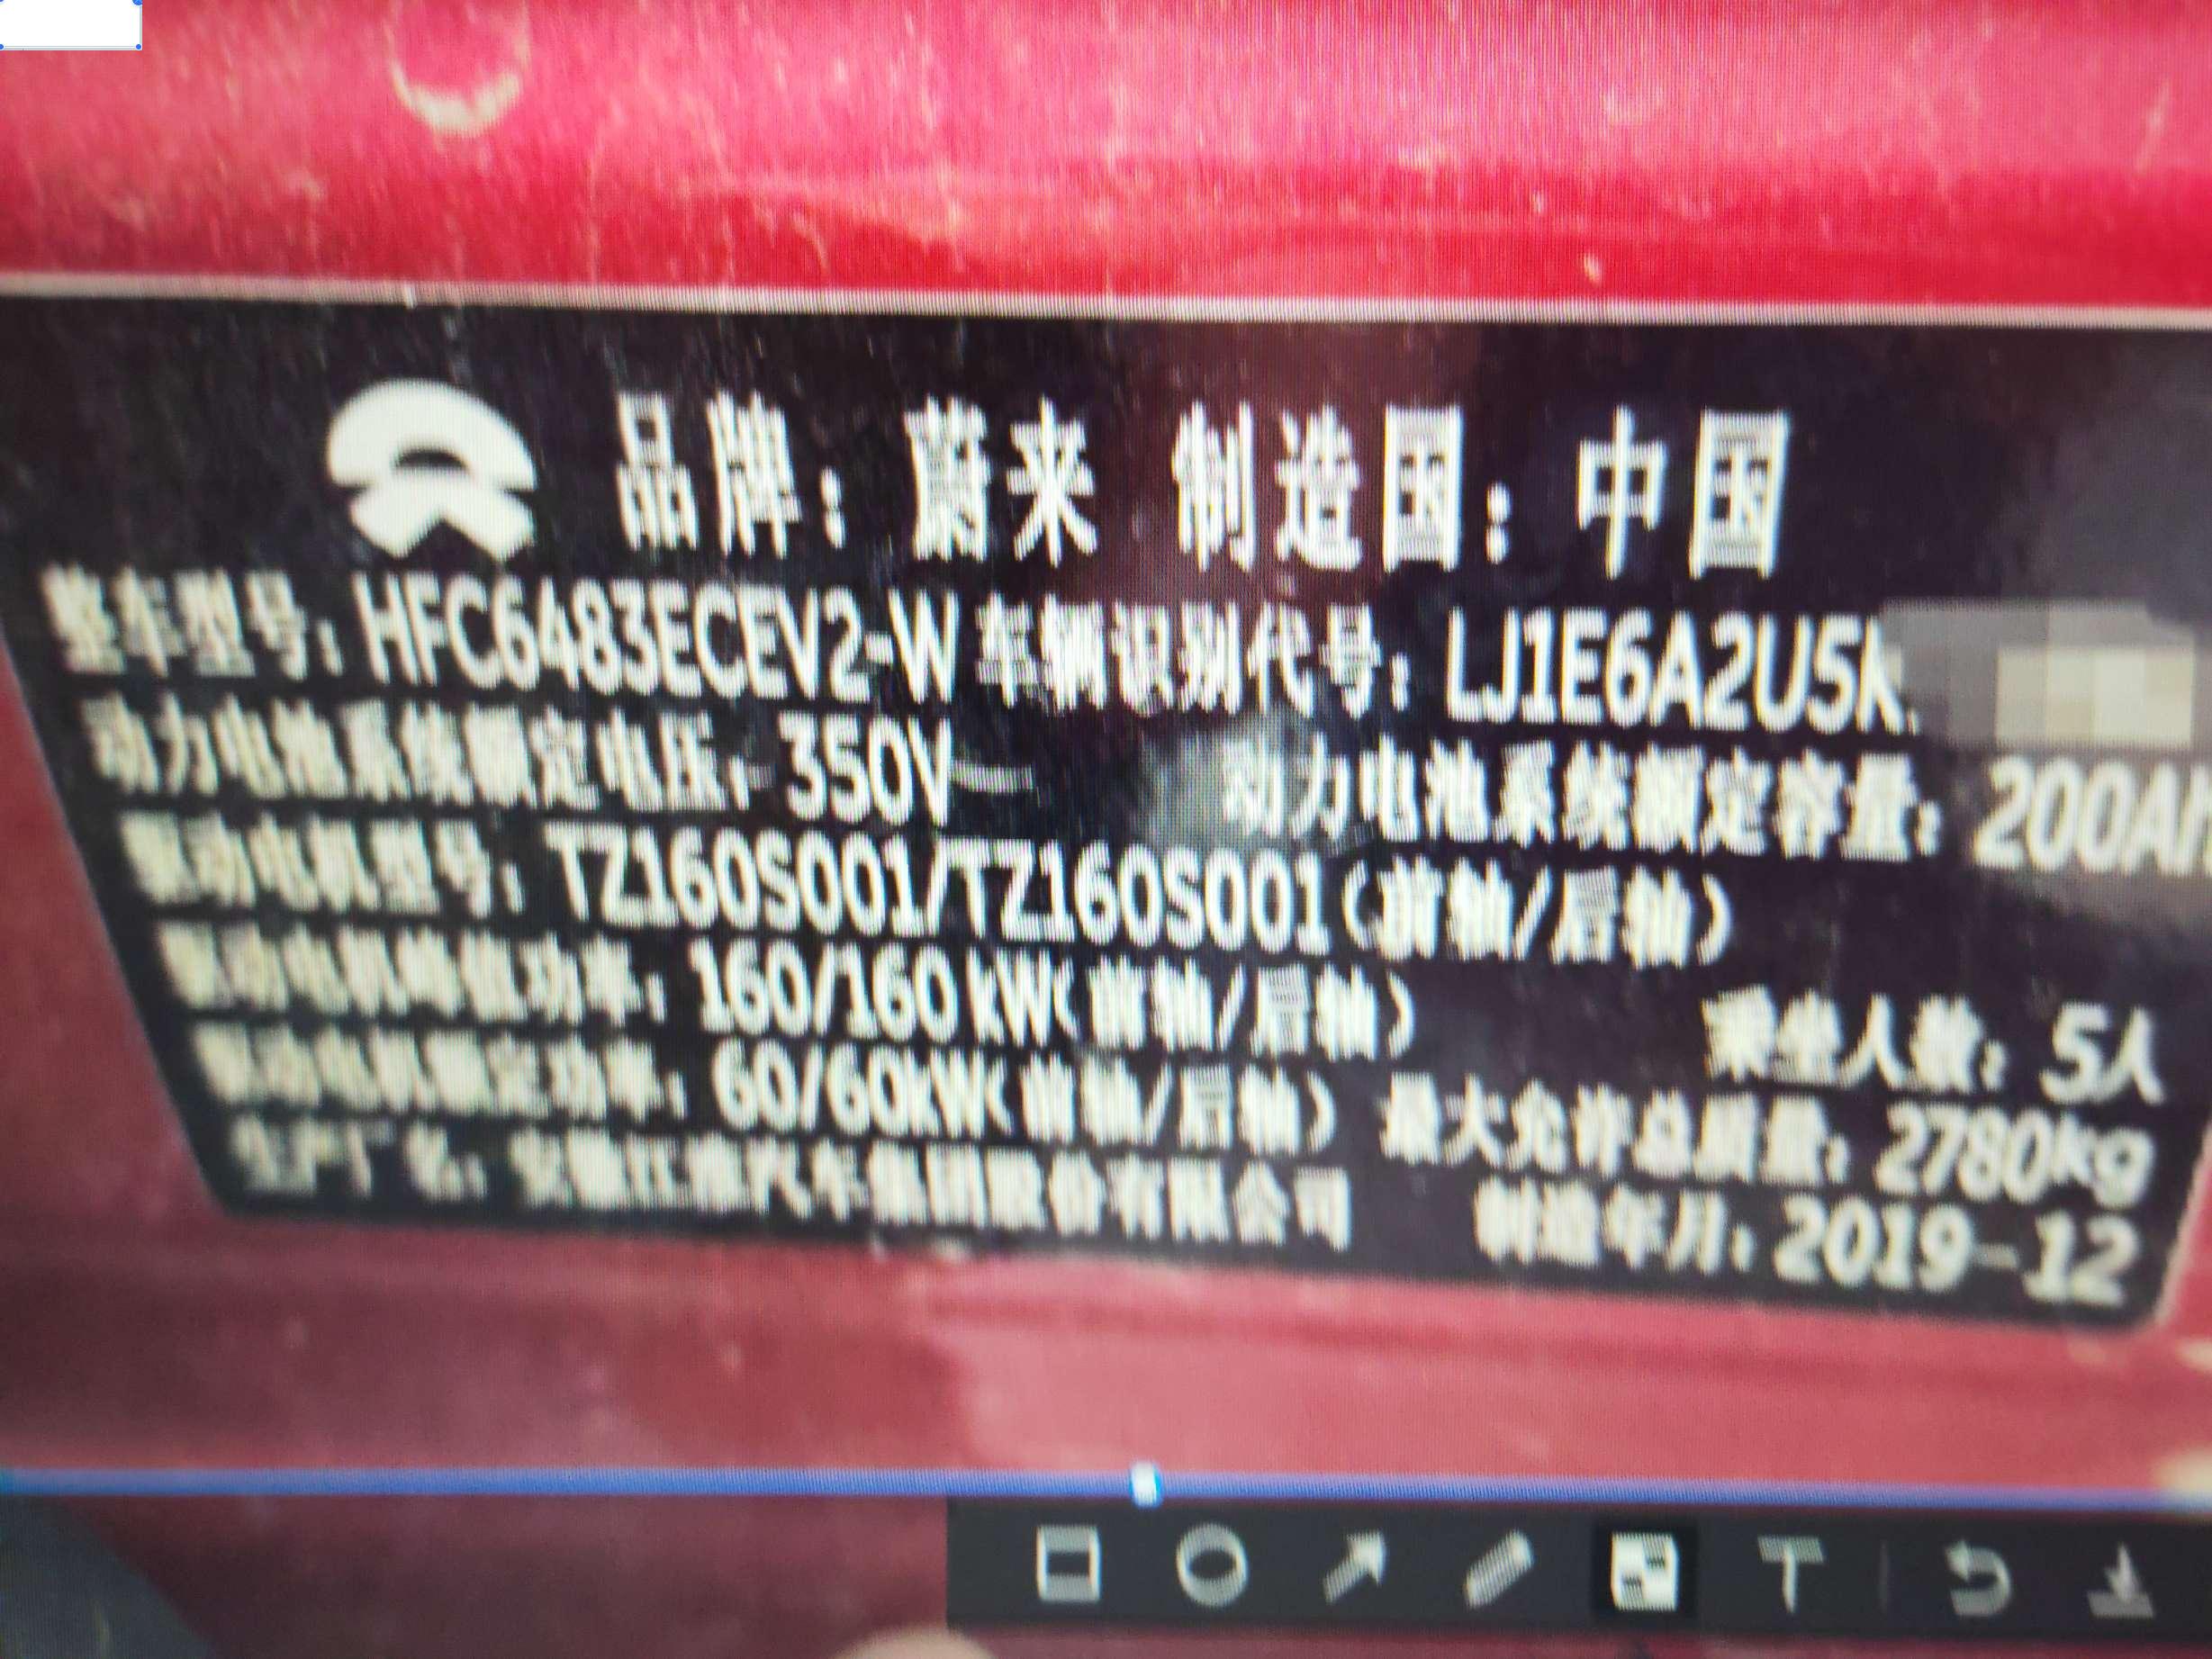 品牌：蔚来 制造国：中国
整车型号：HFC6483ECEV2-W 车辆识别代号：LJ1E6A2U5
动力电池系统额定电压：350V 动力电池系统额定容量：200Ah
驱动电机型号：TZ160S001/TZ160S001(前轴/后轴)
驱动电机峰值功率：160/160kW(前轴/后轴) 乘坐人数：5人
驱动电机额定功率：60/60kW(前轴/后轴) 最大允许总质量：2780kg
生产厂名：安徽江淮汽车集团股份有限公司 制造年月：2019-12
T